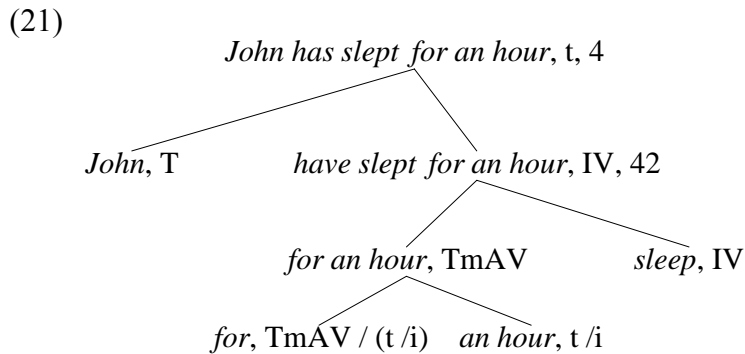 (21)
John has slept for an hour, t, 4
John, T have slept for an hour, IV, 42
for an hour, TmAV sleep, IV
for, TmAV / (t /i) an hour, t /i